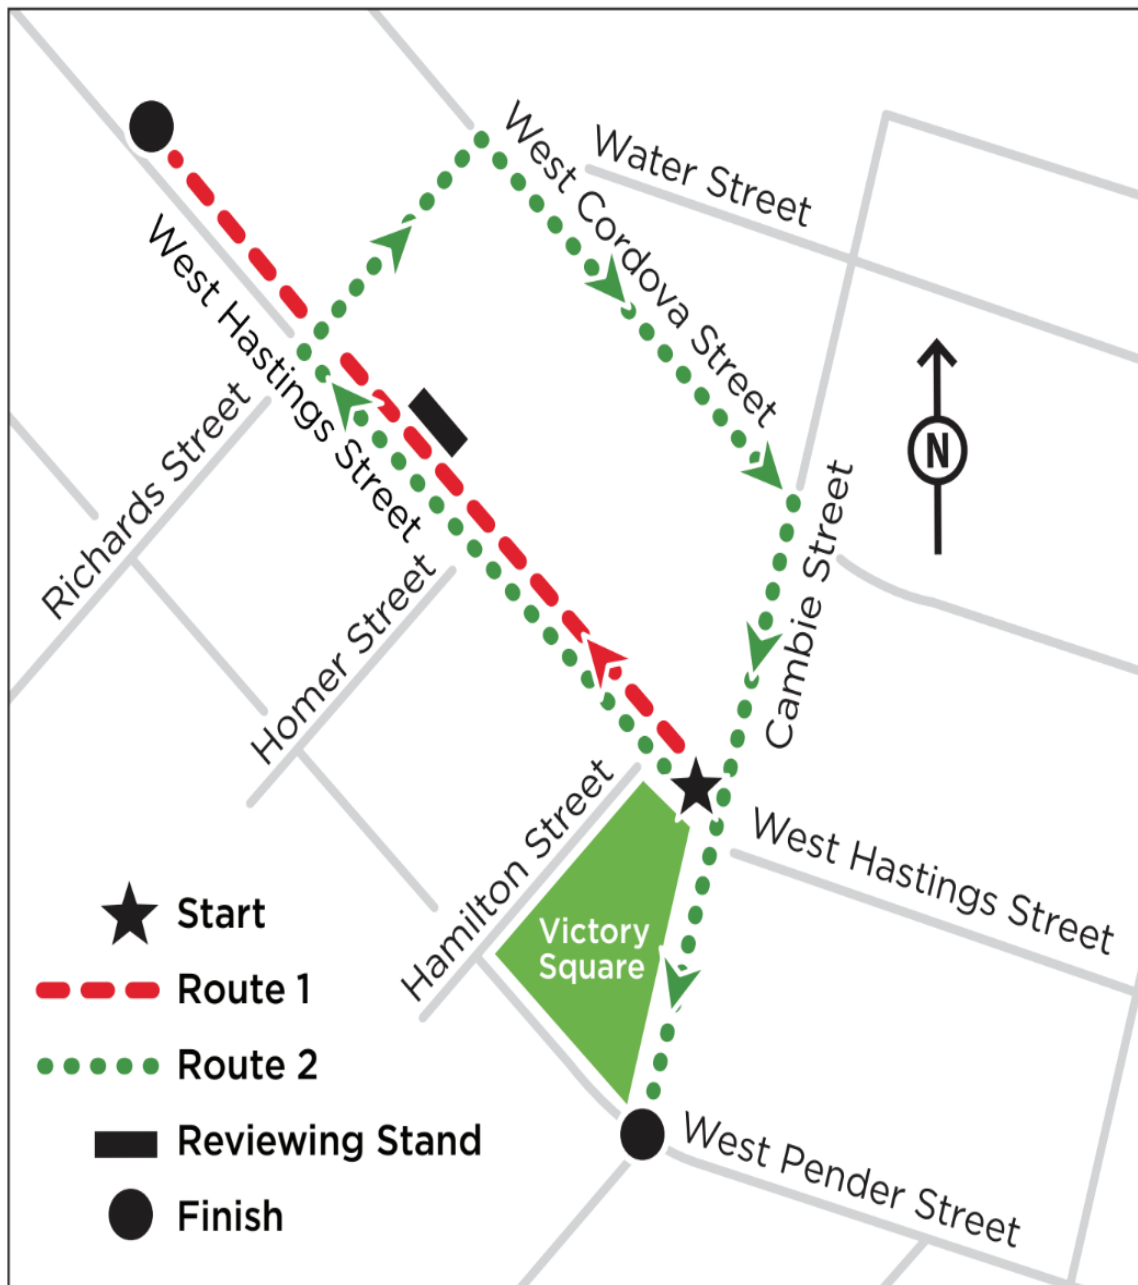 West Cordova Street
Water Street
West Hastings Street
Richards Street
N
Cambie Street
Homer Street
Hamilton Street
West Hastings Street
Victory
Square
West Pender Street
Start
Route 1
Route 2
Reviewing Stand
Finish